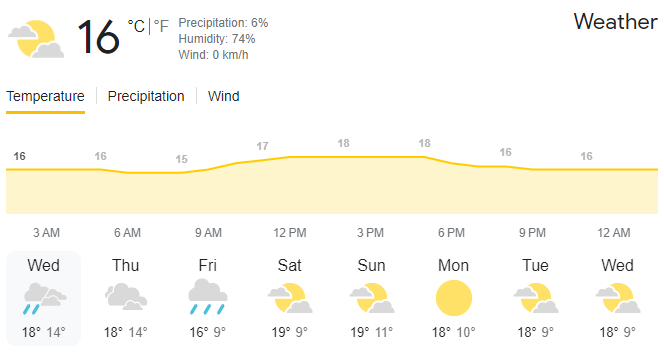 16 °C | °F
Precipitation: 6%
Humidity: 74%
Wind: 0 km/h
Weather
Temperature | Precipitation | Wind
16 16 15 17 18 18 16 16
3 AM 6 AM 9 AM 12 PM 3 PM 6 PM 9 PM 12 AM
Wed Thu Fri Sat Sun Mon Tue Wed
18° 14° 18° 14° 16° 9° 19° 9° 19° 11° 18° 10° 18° 9° 18° 9°